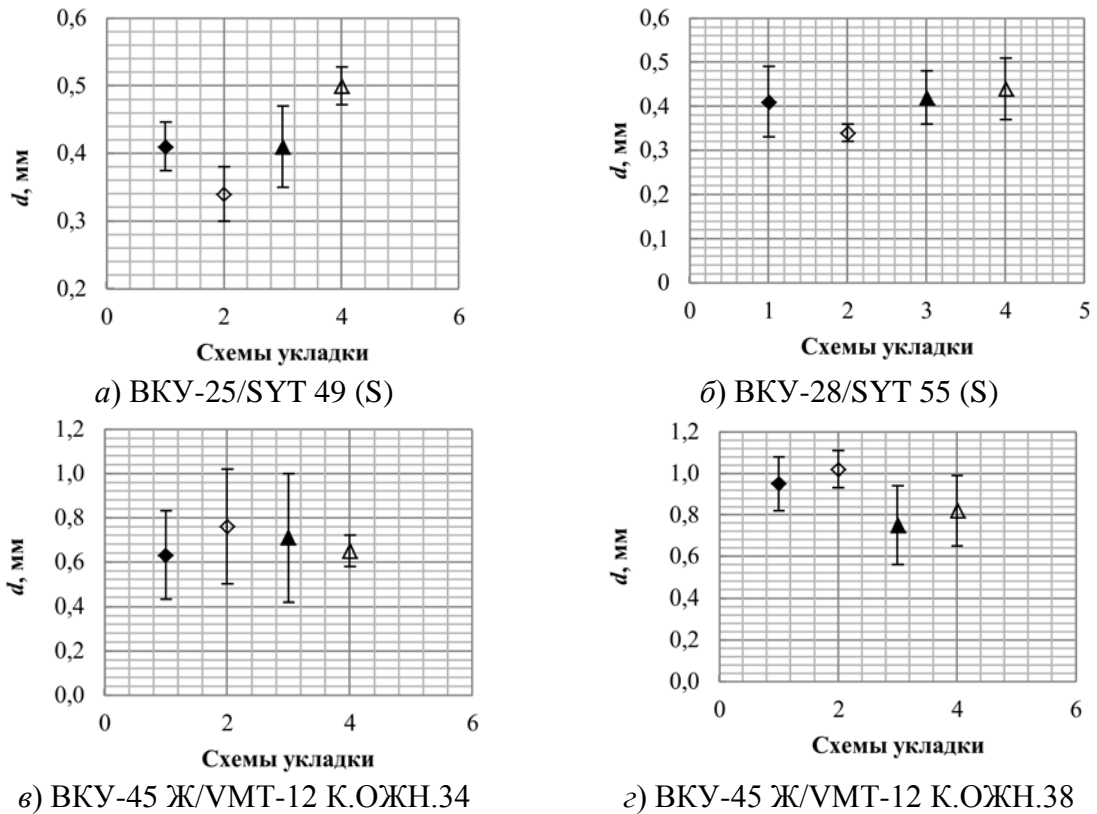 0,6
0,5
0,4
0,3
0,2
d, мм
0 2 4 6
Схемы укладки
а) ВКУ-25/SYT 49 (S)
0,6
0,5
0,4
0,3
0,2
0,1
0
d, мм
0 1 2 3 4 5
Схемы укладки
б) ВКУ-28/SYT 55 (S)
1,2
1,0
0,8
0,6
0,4
0,2
0,0
d, мм
0 2 4 6
Схемы укладки
в) ВКУ-45 Ж/VMT-12 К.ОЖН.34
1,2
1,0
0,8
0,6
0,4
0,2
0,0
d, мм
0 2 4 6
Схемы укладки
г) ВКУ-45 Ж/VMT-12 К.ОЖН.38